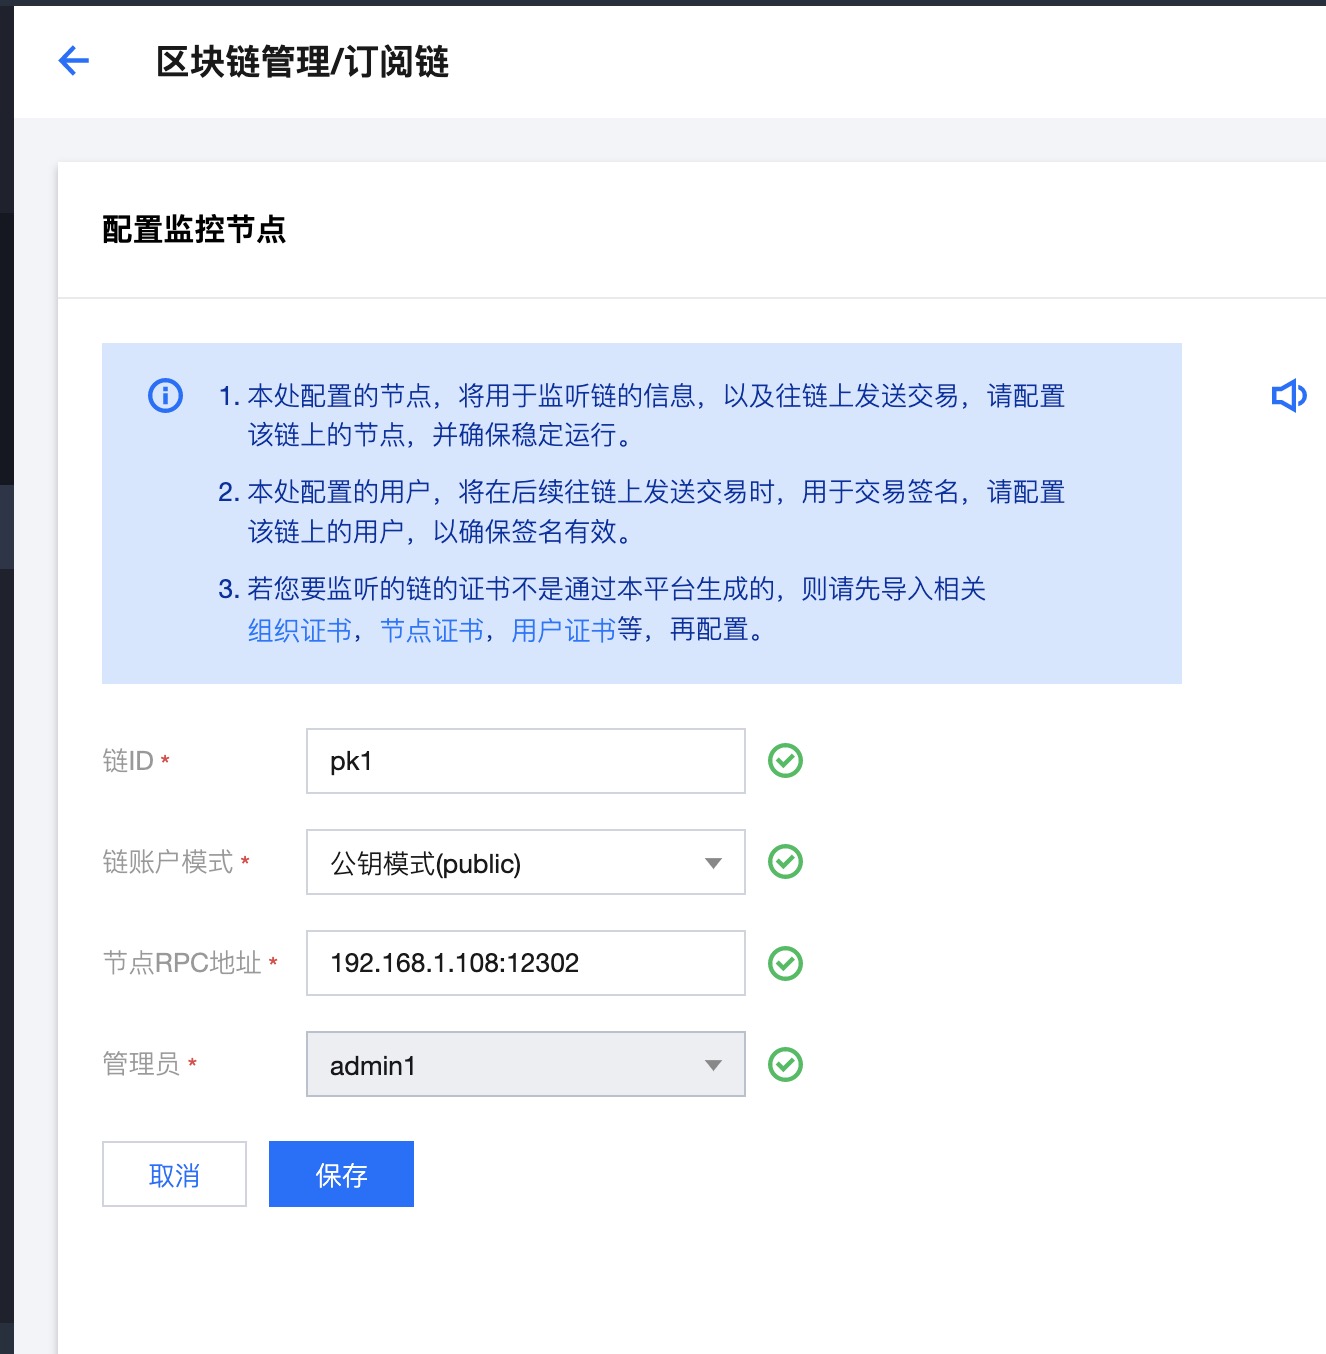 区块链管理/订阅链
配置监控节点
1. 本处配置的节点，将用于监听链的信息，以及往链上发送交易，请配置
该链上的节点，并确保稳定运行。
2. 本处配置的用户，将在后续往链上发送交易时，用于交易签名，请配置
该链上的用户，以确保签名有效。
3. 若您要监听的链的证书不是通过本平台生成的，则请先导入相关
组织证书，节点证书，用户证书等，再配置。
链ID * pk1
链账户模式 * 公钥模式(public)
节点RPC地址 * 192.168.1.108:12302
管理员 * admin1
取消 保存